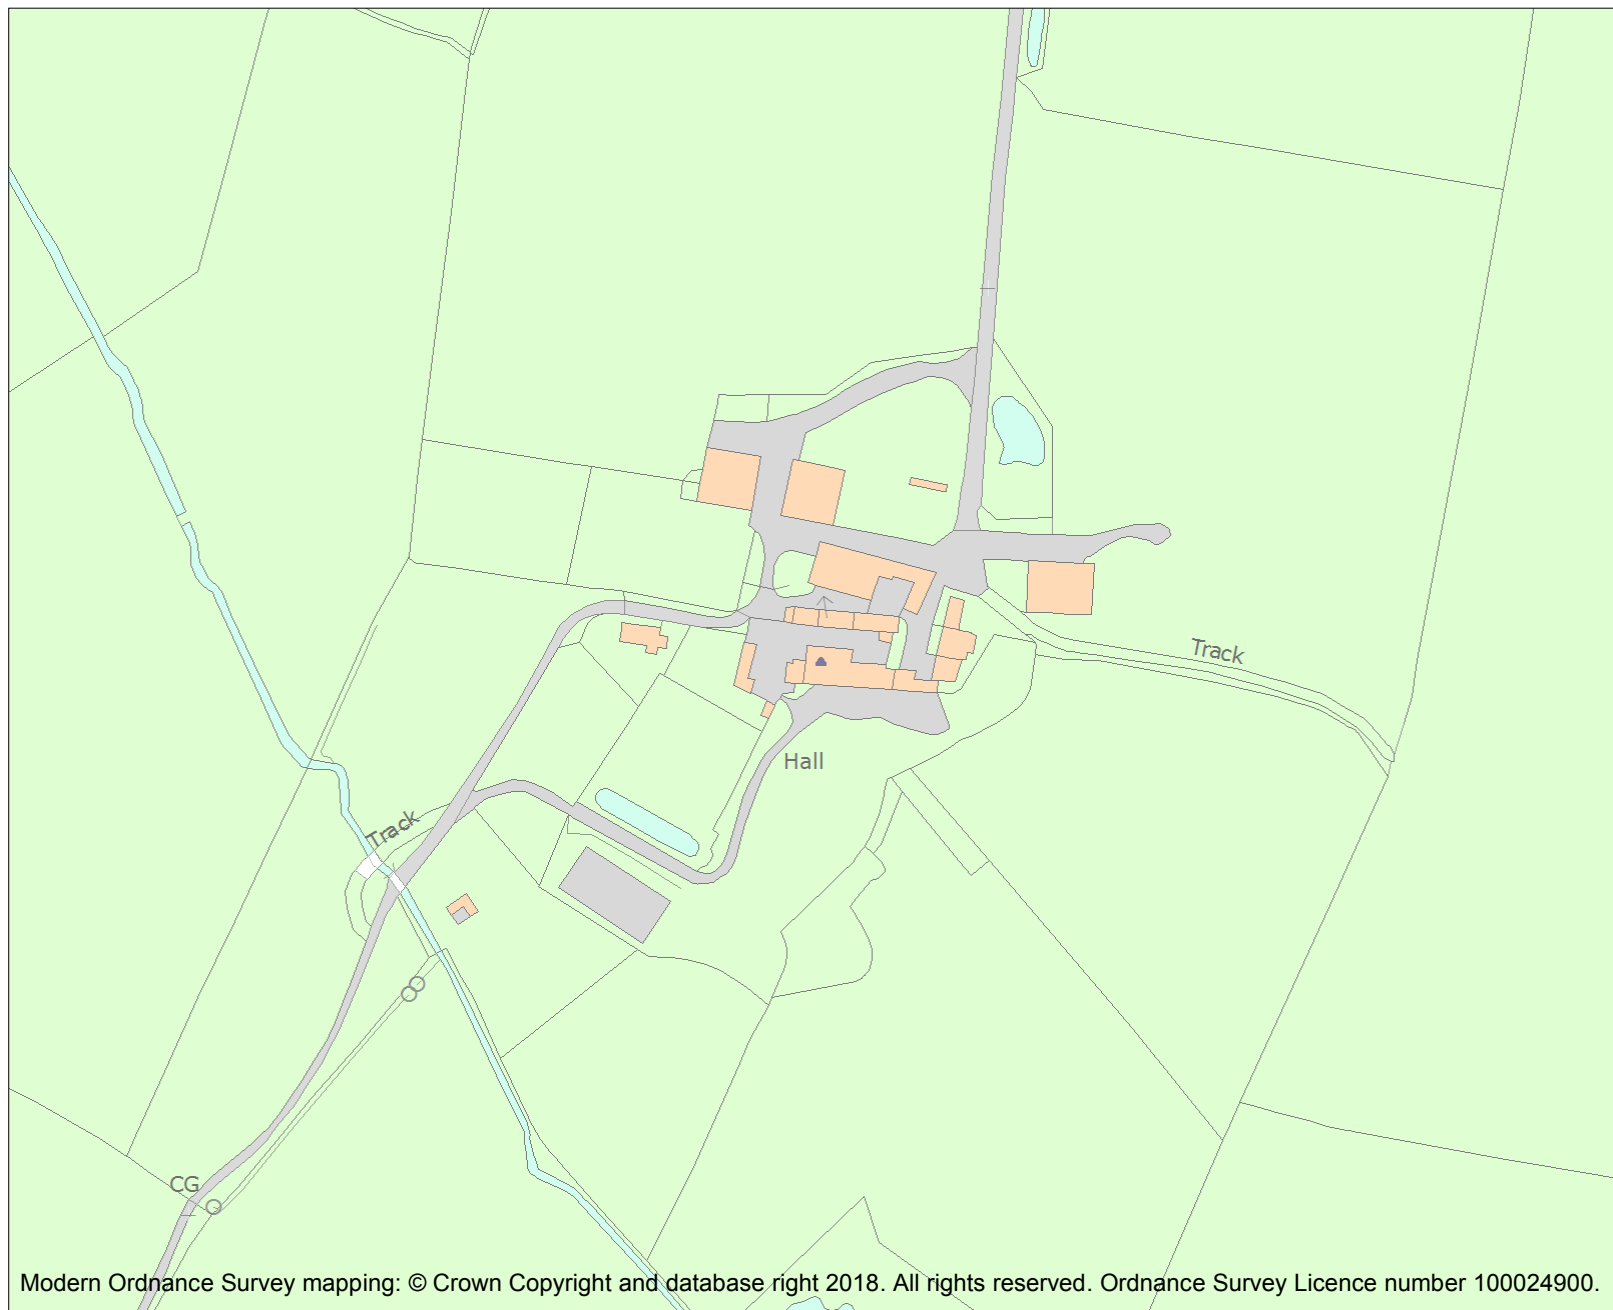 Track
Hall
Track
CG
Modern Ordnance Survey mapping: © Crown Copyright and database right 2018. All rights reserved. Ordnance Survey Licence number 100024900.